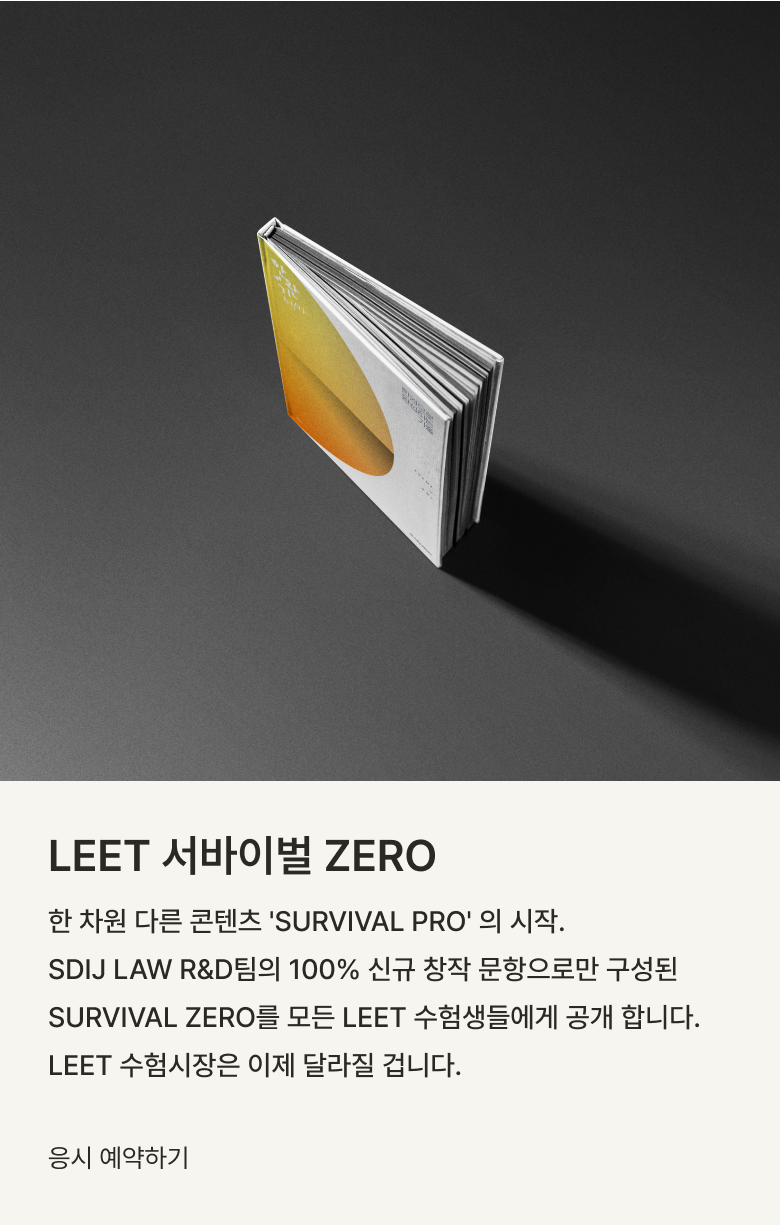 LEET 서바이벌 ZERO
한 차원 다른 콘텐츠 'SURVIVAL PRO' 의 시작.
SDIJ LAW R&D팀의 100% 신규 창작 문항으로만 구성된
SURVIVAL ZERO를 모든 LEET 수험생들에게 공개 합니다.
LEET 수험시장은 이제 달라질 겁니다.
응시 예약하기